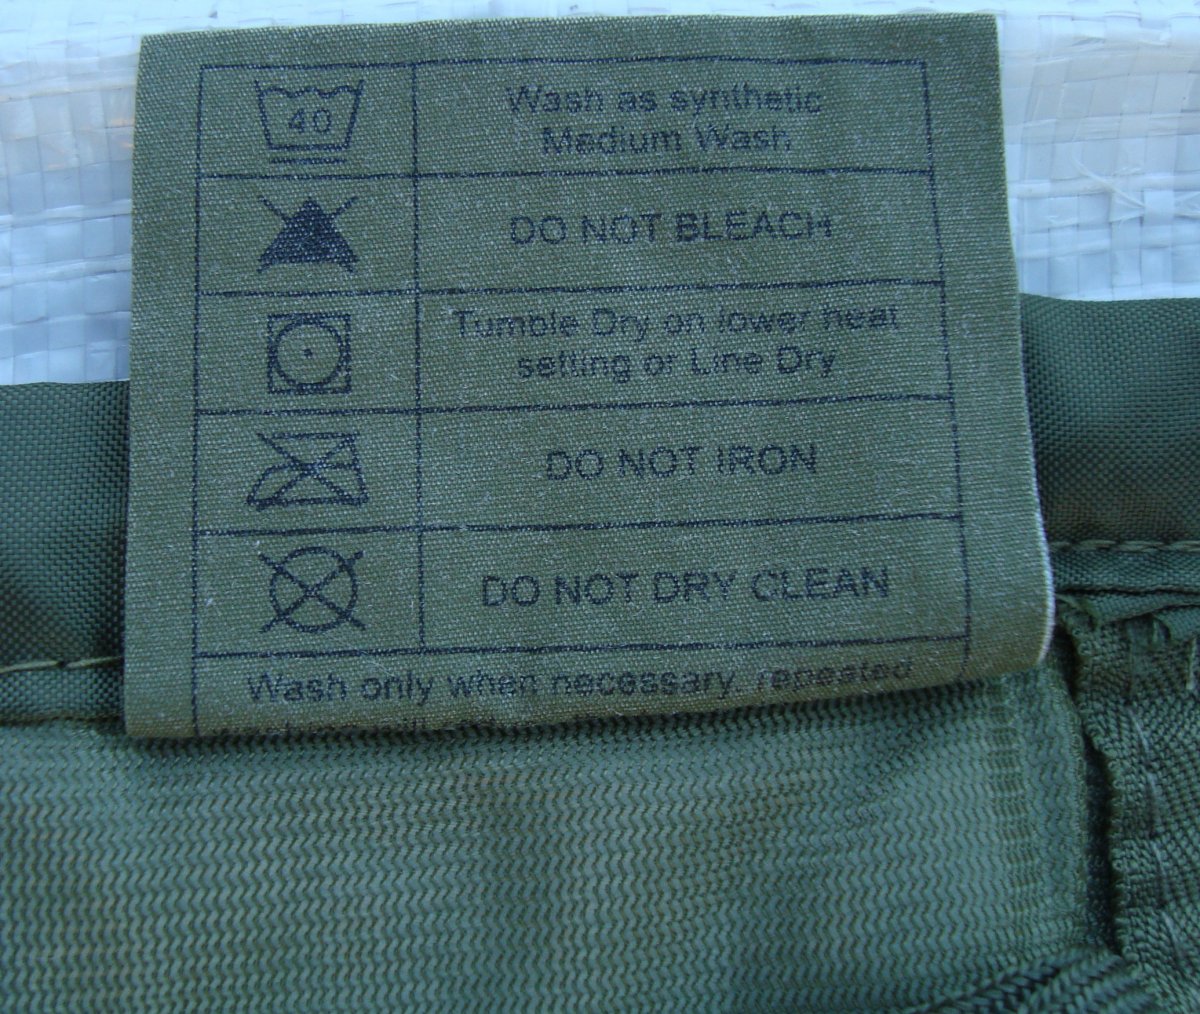 40
Wash as synthetic
Medium Wash
DO NOT BLEACH
Tumble Dry on lower heat
setting or Line Dry
DO NOT IRON
DO NOT DRY CLEAN
Wash only when necessary, repeated